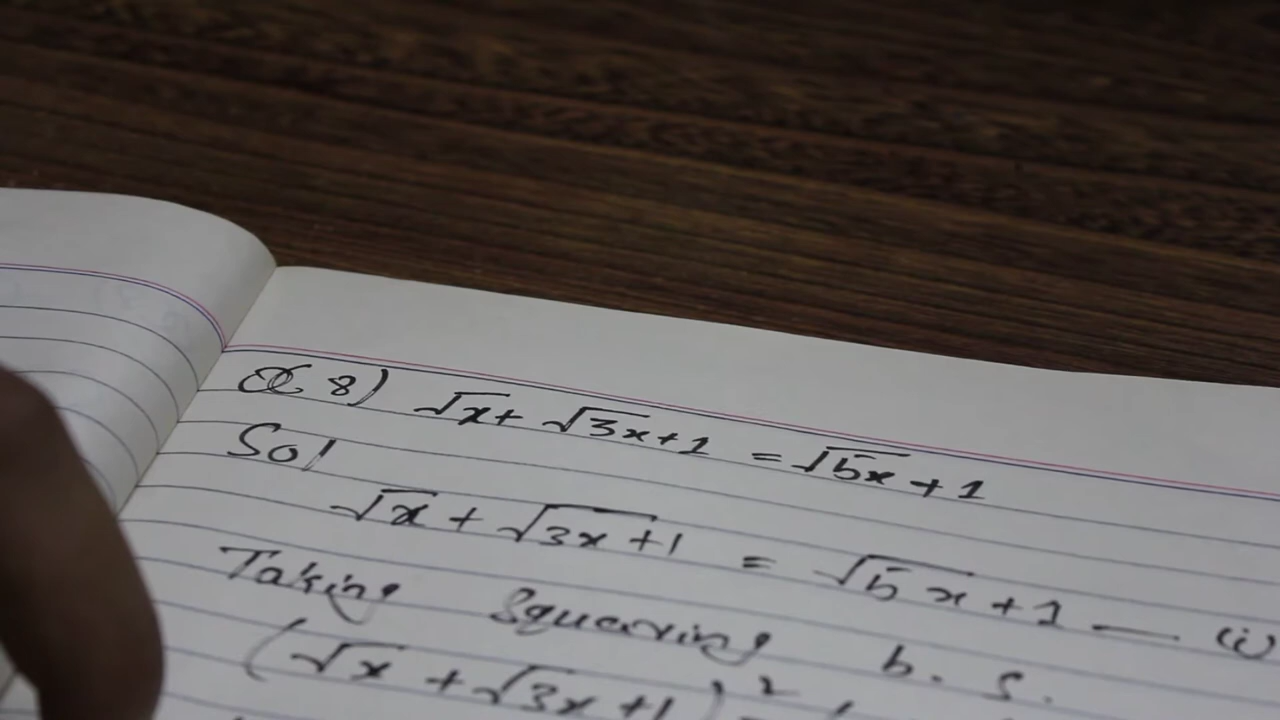 Q 8) √x + √3x+1 = √5x+1
Sol
√x + √3x+1 = √5x+1 — (i)
Taking Squaring b.s.
(√x + √3x+1)² =